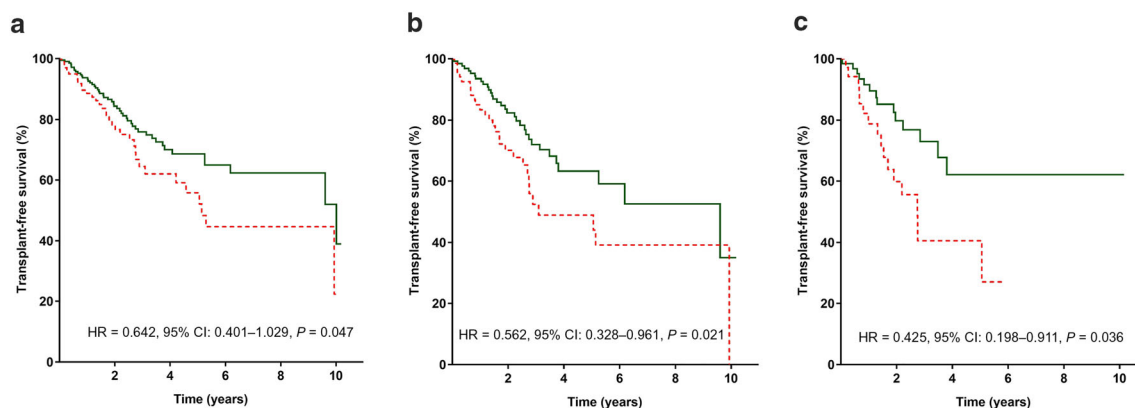 a
100
80
60
40
20
0
Transplant-free survival (%)
HR = 0.642, 95% CI: 0.401–1.029, P = 0.047
2 4 6 8 10
Time (years)
b
100
80
60
40
20
0
Transplant-free survival (%)
HR = 0.562, 95% CI: 0.328–0.961, P = 0.021
2 4 6 8 10
Time (years)
c
100
80
60
40
20
0
Transplant-free survival (%)
HR = 0.425, 95% CI: 0.198–0.911, P = 0.036
2 4 6 8 10
Time (years)